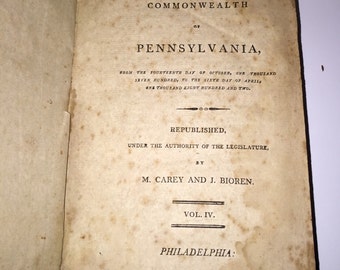 COMMONWEALTH
OF
PENNSYLVANIA,
FROM THE FOURTEENTH DAY OF OCTOBER, ONE THOUSAND
SEVEN HUNDRED, TO THE SIXTH DAY OF APRIL,
ONE THOUSAND EIGHT HUNDRED AND TWO.
REPUBLISHED,
UNDER THE AUTHORITY OF THE LEGISLATURE,
BY
M. CAREY AND J. BIOREN.
VOL. IV.
PHILADELPHIA: